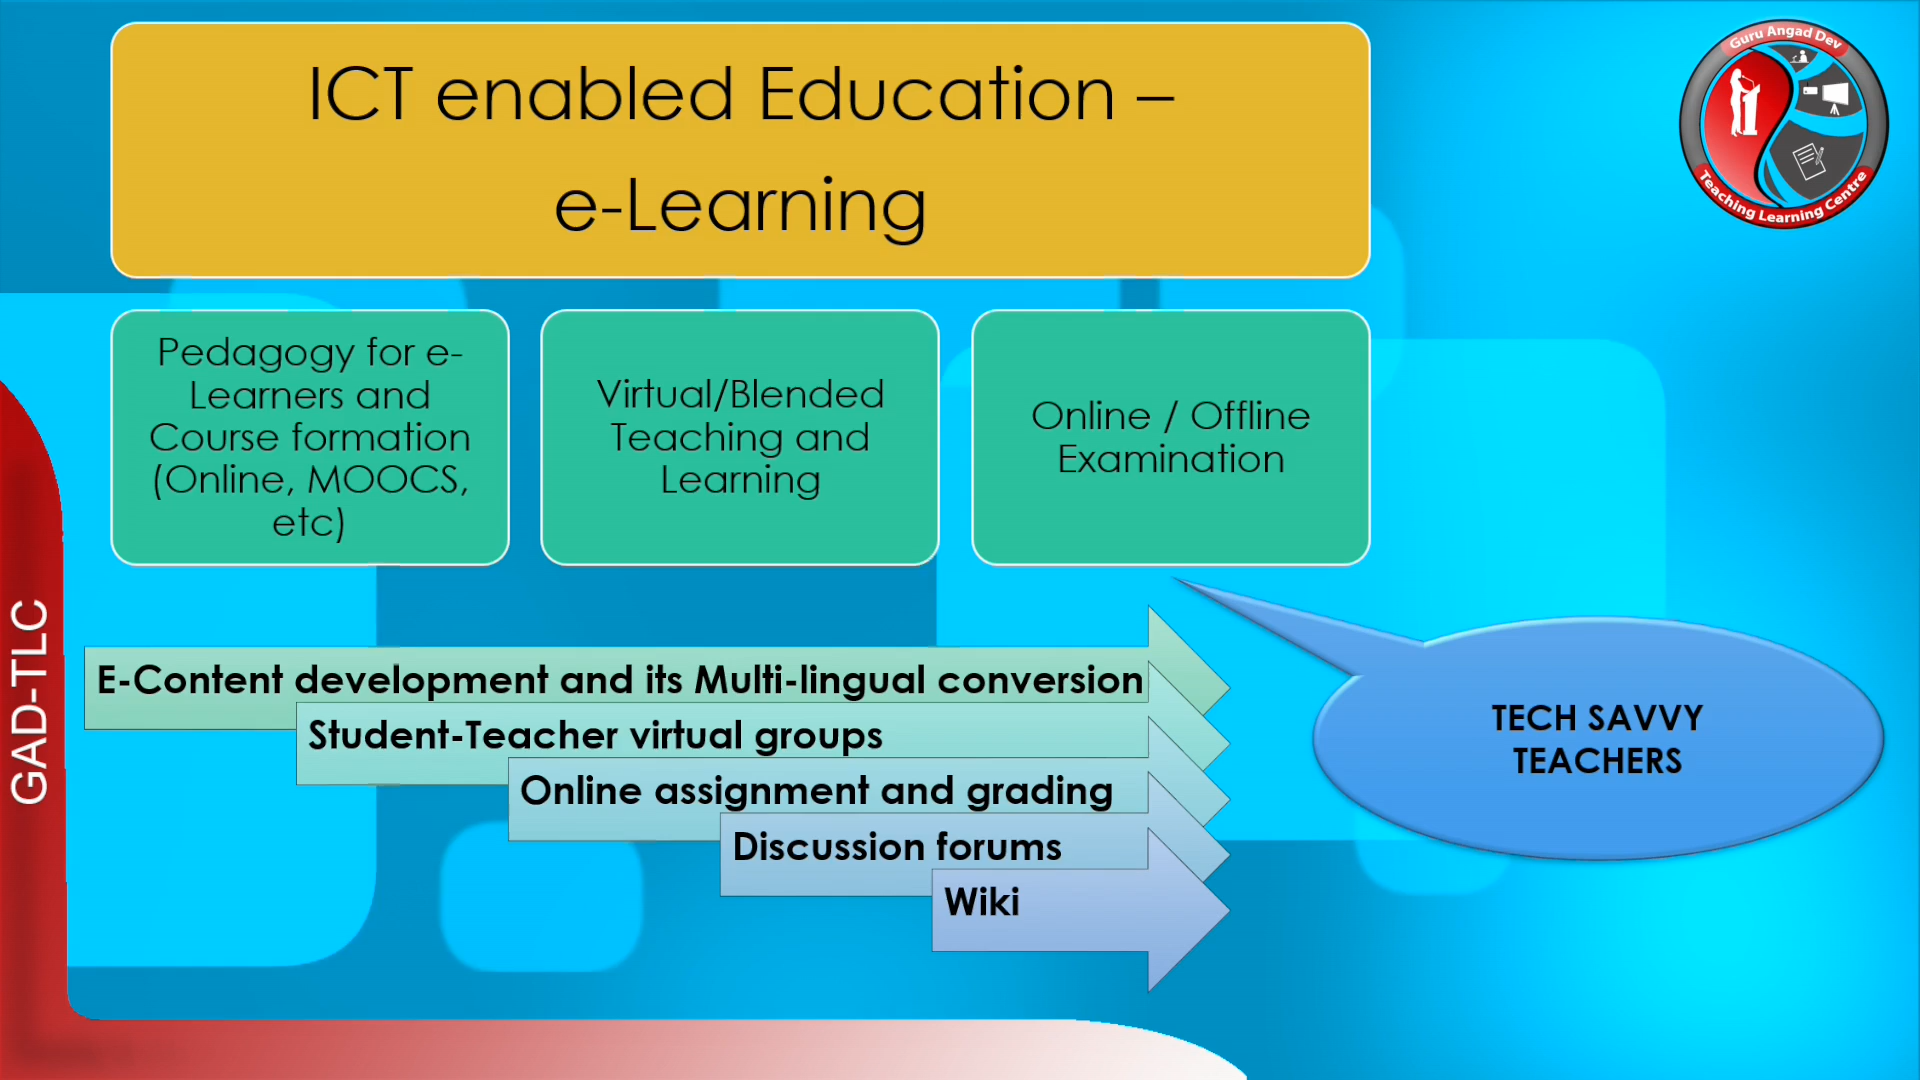 ICT enabled Education –
e-Learning
Guru Angad Dev
Teaching Learning Centre
Pedagogy for e-
Learners and
Course formation
(Online, MOOCS,
etc)
Virtual/Blended
Teaching and
Learning
Online / Offline
Examination
E-Content development and its Multi-lingual conversion
Student-Teacher virtual groups
Online assignment and grading
Discussion forums
Wiki
TECH SAVVY
TEACHERS
GAD-TLC